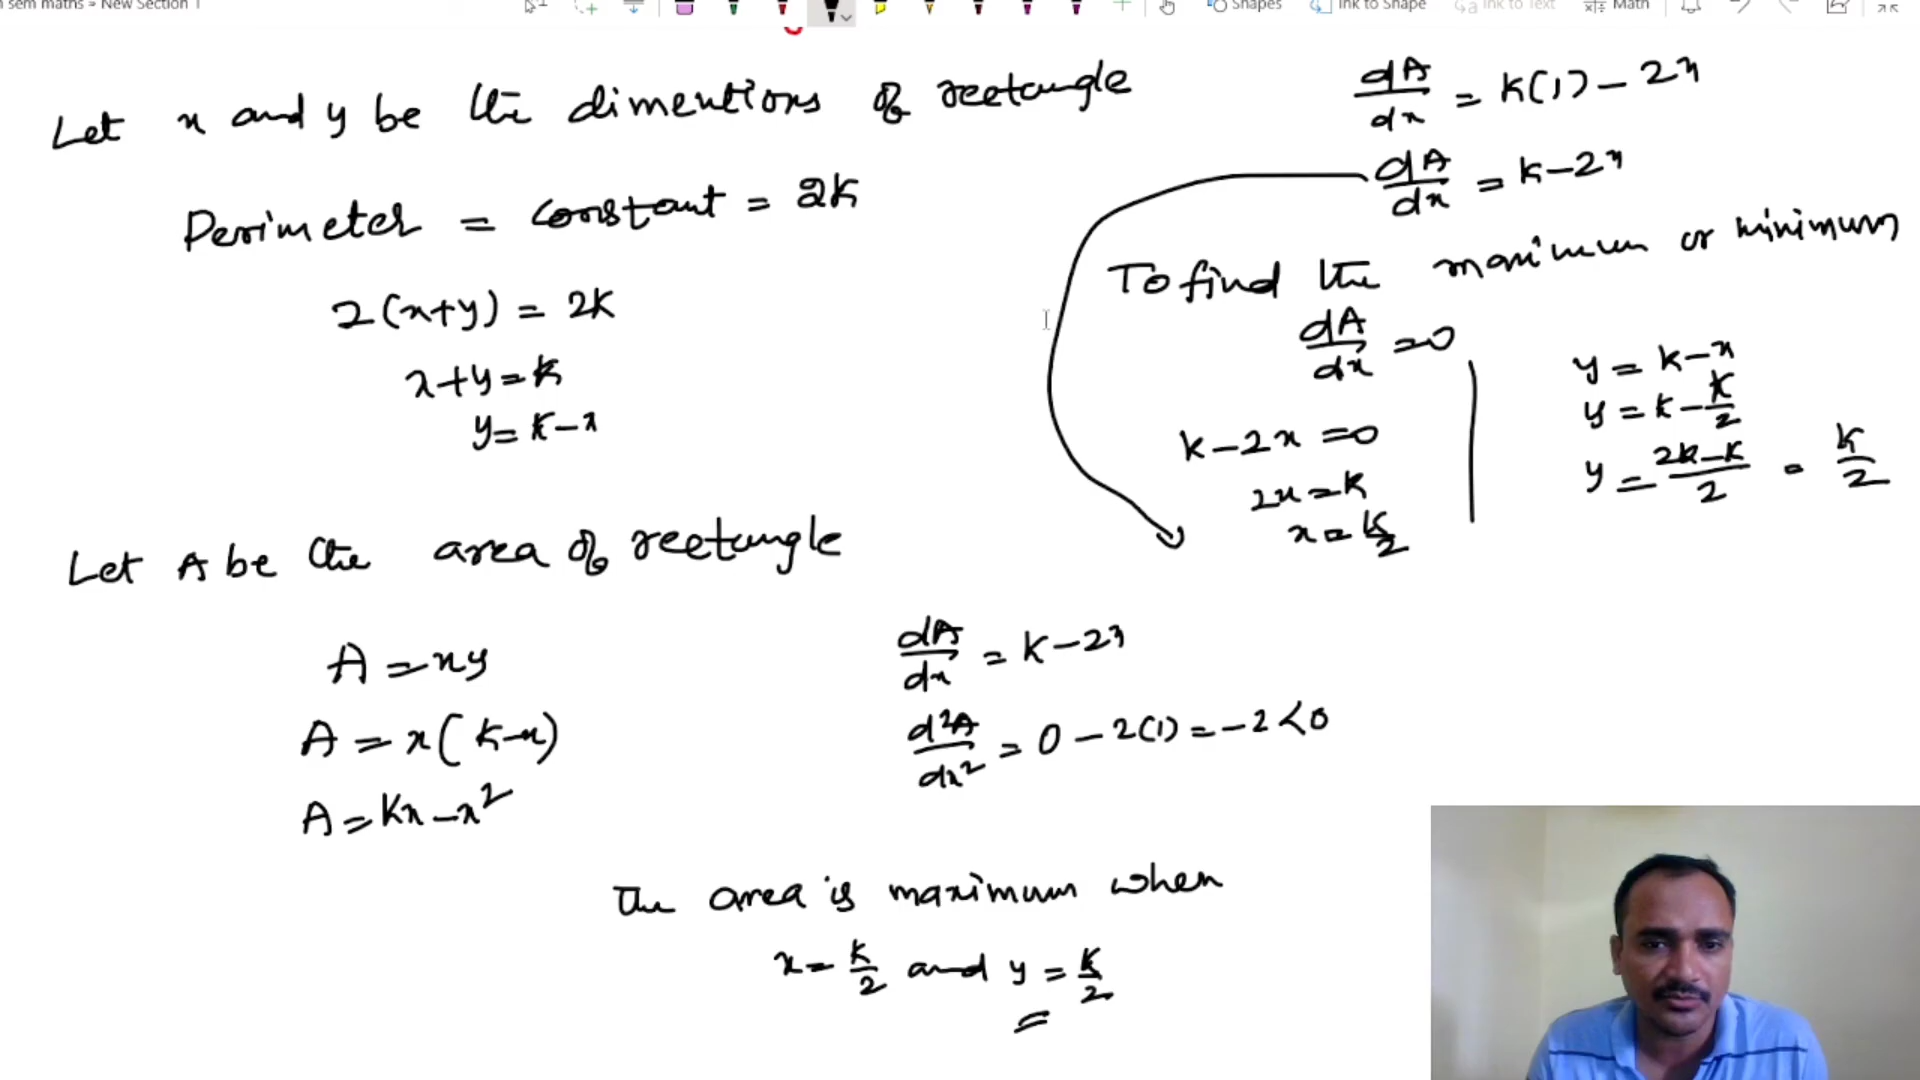 sem maths » New Section 1
Shapes
Ink to Shape
Ink to Text
Math
Let x and y be the dimentions of rectangle
Perimeter = constant = 2k
2(x+y) = 2k
x+y=k
y=k-x
Let A be the area of rectangle
A=xy
A=x(k-x)
A=kx-x²
dA/dx = k(1)-2x
dA/dx = k-2x
To find the maximum or minimum
dA/dx =0
k-2x=0
2x=k
x=k/2
y=k-x
y=k-k/2
y=2k-k/2 = k/2
dA/dx = k-2x
d²A/dx² = 0-2(1)=-2<0
The area is maximum when
x=k/2 and y=k/2